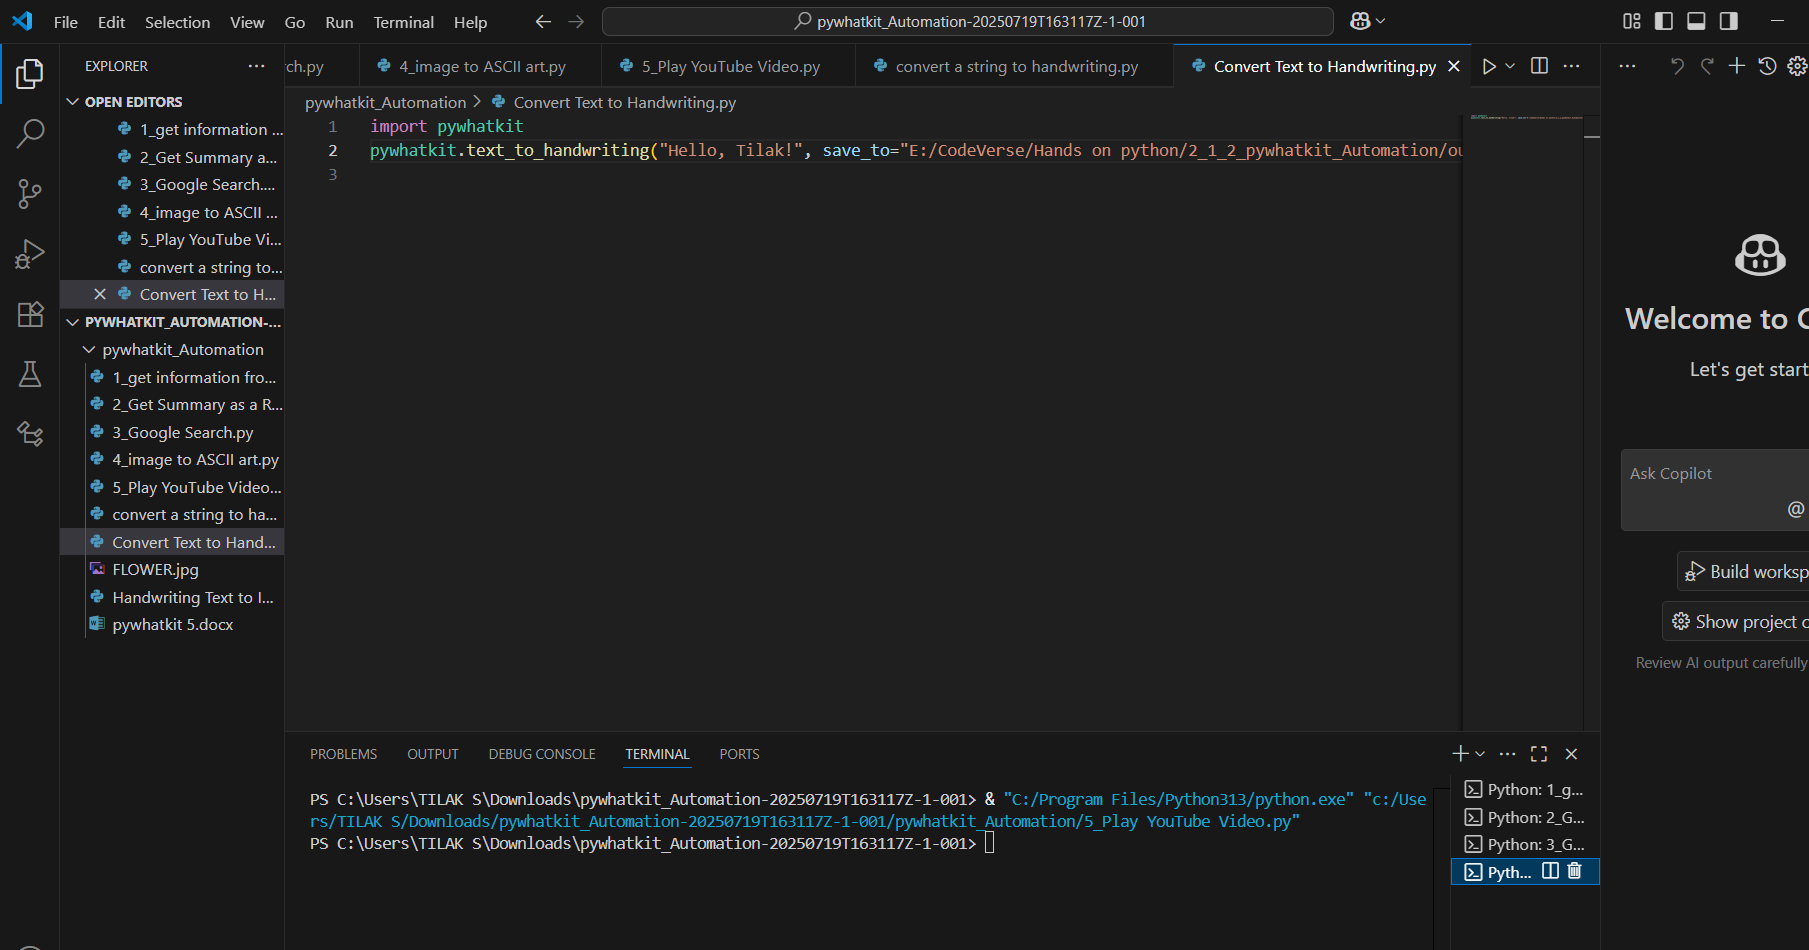 File Edit Selection View Go Run Terminal Help
pywhatkit_Automation-20250719T163117Z-1-001
EXPLORER
OPEN EDITORS
1_get information ...
2_Get Summary a...
3_Google Search....
4_image to ASCII ...
5_Play YouTube Vi...
convert a string to...
Convert Text to H...
PYWHATKIT_AUTOMATION-...
pywhatkit_Automation
1_get information fro...
2_Get Summary as a R...
3_Google Search.py
4_image to ASCII art.py
5_Play YouTube Video...
convert a string to ha...
Convert Text to Hand...
FLOWER.jpg
Handwriting Text to I...
pywhatkit 5.docx
rch.py 4_image to ASCII art.py 5_Play YouTube Video.py convert a string to handwriting.py Convert Text to Handwriting.py
pywhatkit_Automation > Convert Text to Handwriting.py
1 import pywhatkit
2 pywhatkit.text_to_handwriting("Hello, Tilak!", save_to="E:/CodeVerse/Hands on python/2_1_2_pywhatkit_Automation/ou
3
PROBLEMS OUTPUT DEBUG CONSOLE TERMINAL PORTS
PS C:\Users\TILAK S\Downloads\pywhatkit_Automation-20250719T163117Z-1-001> & "C:/Program Files/Python313/python.exe" "c:/Use
rs/TILAK S/Downloads/pywhatkit_Automation-20250719T163117Z-1-001/pywhatkit_Automation/5_Play YouTube Video.py"
PS C:\Users\TILAK S\Downloads\pywhatkit_Automation-20250719T163117Z-1-001>
Python: 1_g...
Python: 2_G...
Python: 3_G...
Pyth...
Welcome to C
Let's get start
Ask Copilot
@
Build worksp
Show project c
Review AI output carefully